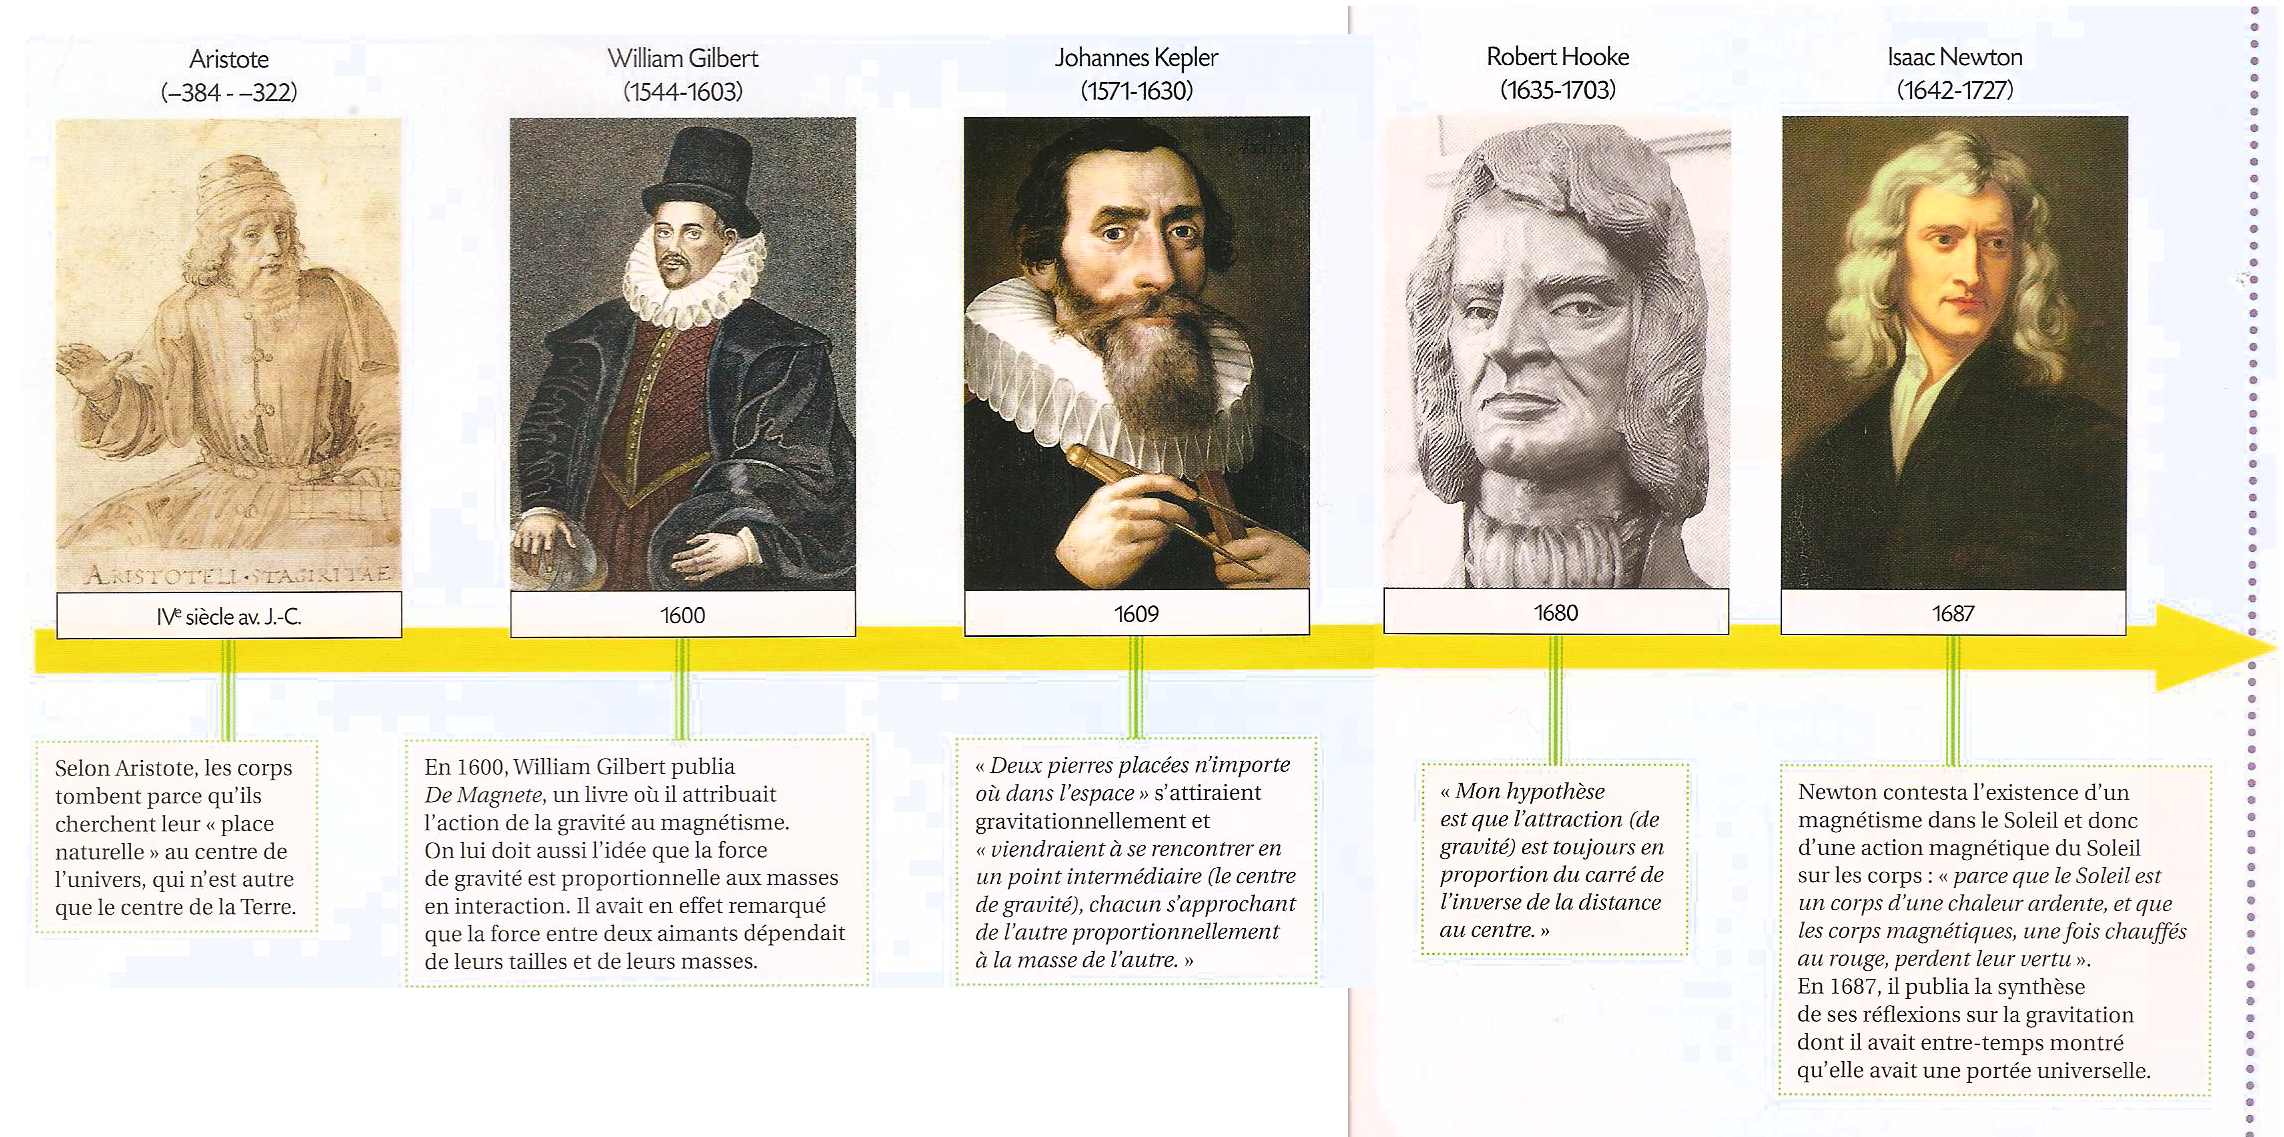 Aristote
(–384 - –322)
ARISTOTELI·STAGIRITAE
IVe siècle av. J.-C.
Selon Aristote, les corps
tombent parce qu'ils
cherchent leur « place
naturelle » au centre de
l'univers, qui n'est autre
que le centre de la Terre.
William Gilbert
(1544-1603)
1600
En 1600, William Gilbert publia
De Magnete, un livre où il attribuait
l'action de la gravité au magnétisme.
On lui doit aussi l'idée que la force
de gravité est proportionnelle aux masses
en interaction. Il avait en effet remarqué
que la force entre deux aimants dépendait
de leurs tailles et de leurs masses.
Johannes Kepler
(1571-1630)
1609
« Deux pierres placées n'importe
où dans l'espace » s'attiraient
gravitationnellement et
« viendraient à se rencontrer en
un point intermédiaire (le centre
de gravité), chacun s'approchant
de l'autre proportionnellement
à la masse de l'autre. »
Robert Hooke
(1635-1703)
1680
« Mon hypothèse
est que l'attraction (de
gravité) est toujours en
proportion du carré de
l'inverse de la distance
au centre. »
Isaac Newton
(1642-1727)
1687
Newton contesta l'existence d'un
magnétisme dans le Soleil et donc
d'une action magnétique du Soleil
sur les corps : « parce que le Soleil est
un corps d'une chaleur ardente, et que
les corps magnétiques, une fois chauffés
au rouge, perdent leur vertu ».
En 1687, il publia la synthèse
de ses réflexions sur la gravitation
dont il avait entre-temps montré
qu'elle avait une portée universelle.